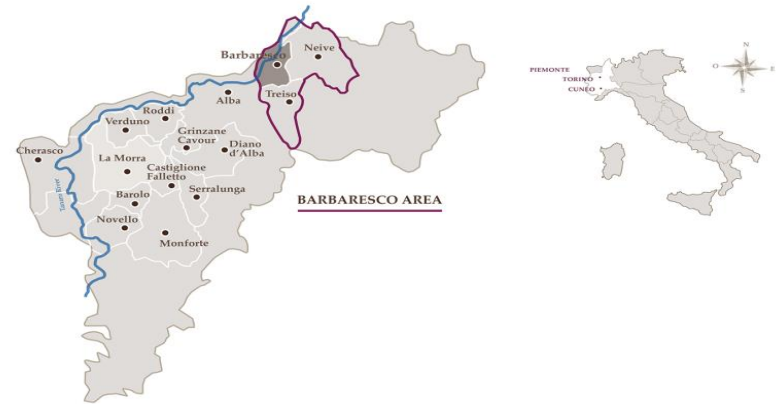 Barbaresco
Neive
Treiso
Alba
Roddi
Verduno
Grinzane
Cavour
Diano
d'Alba
Cherasco
La Morra
Castiglione
Falletto
Serralunga
Barolo
Novello
Monforte
Tanaro River
BARBARESCO AREA
PIEMONTE
TORINO
CUNEO
N
O
E
S